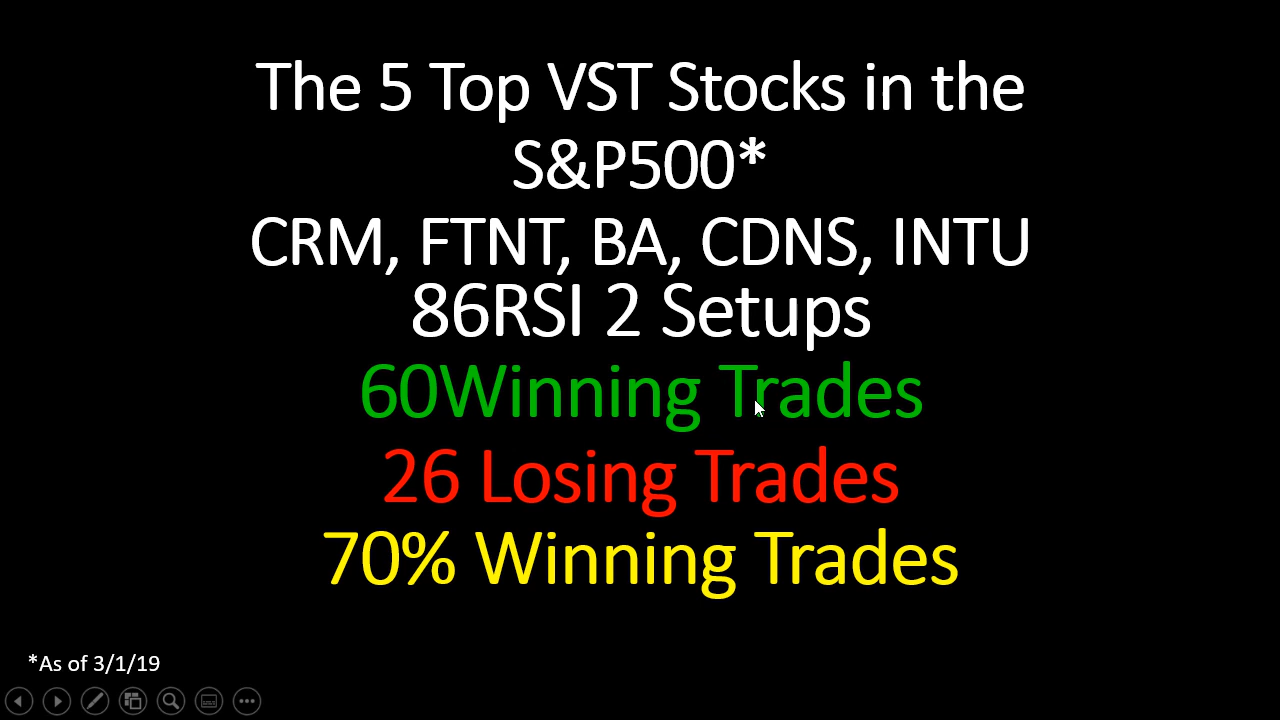 The 5 Top VST Stocks in the
S&P500*
CRM, FTNT, BA, CDNS, INTU
86RSI 2 Setups
60Winning Trades
26 Losing Trades
70% Winning Trades
*As of 3/1/19